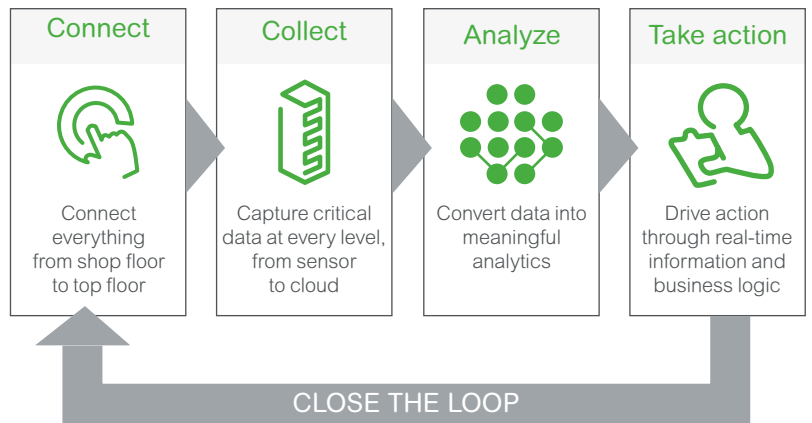 Connect
Connect
everything
from shop floor
to top floor
Collect
Capture critical
data at every level,
from sensor
to cloud
Analyze
Convert data into
meaningful
analytics
Take action
Drive action
through real-time
information and
business logic
CLOSE THE LOOP